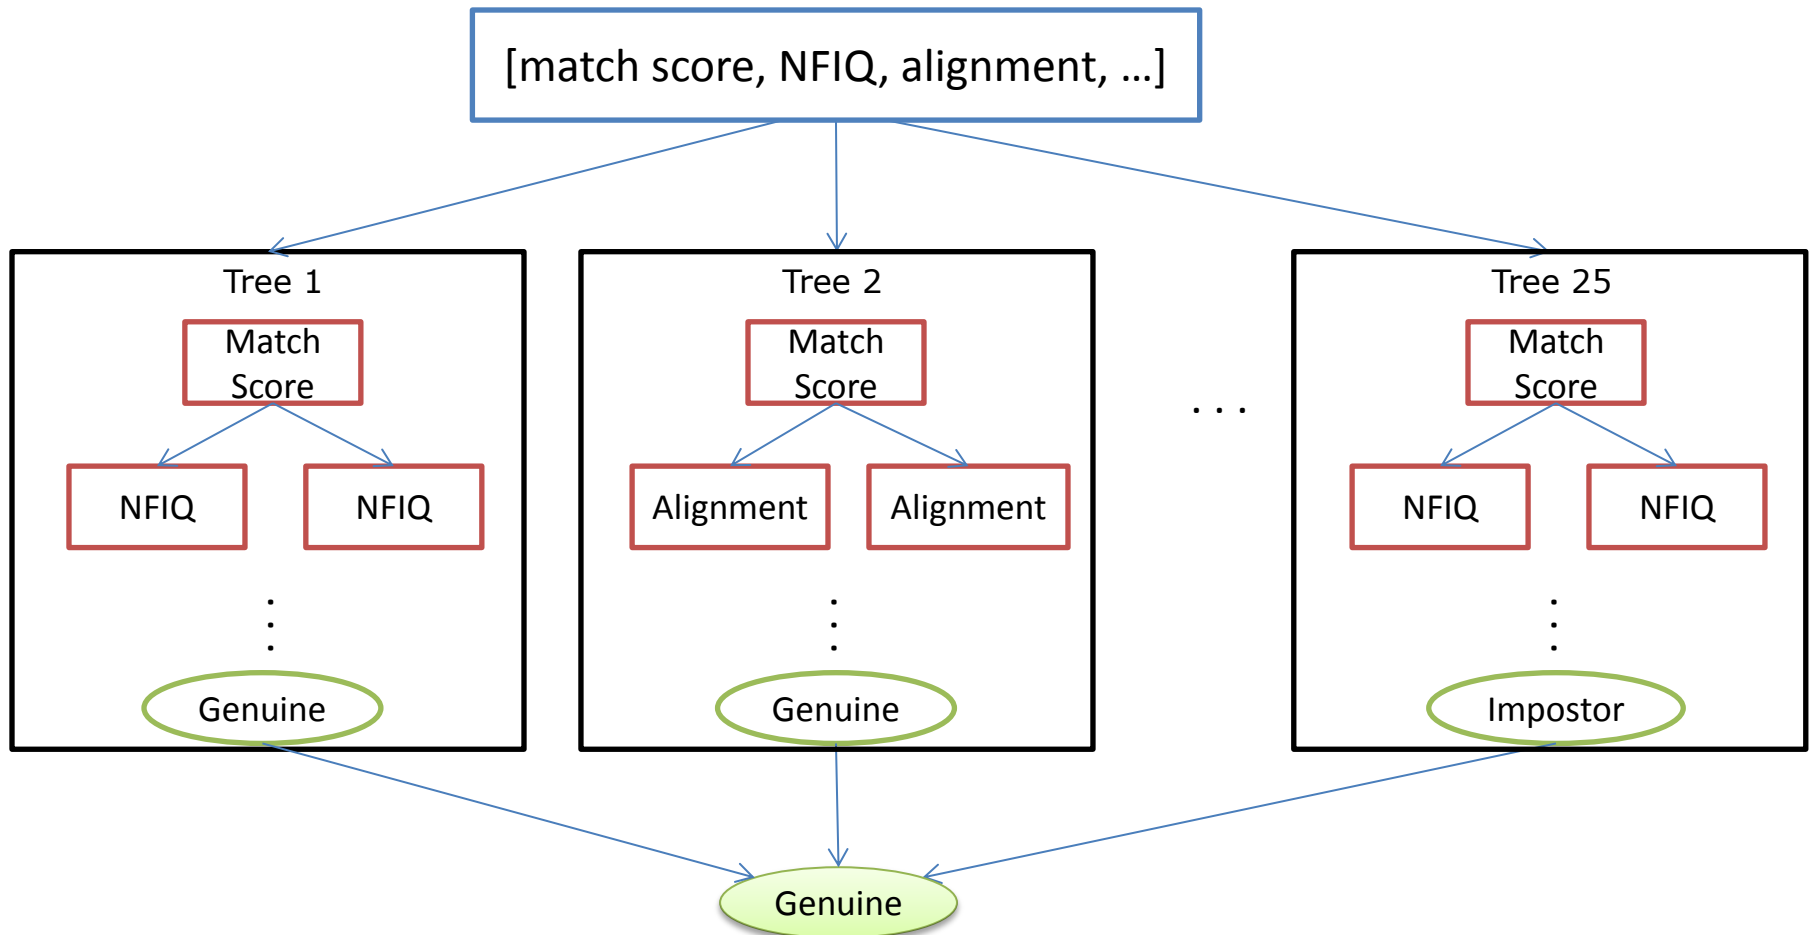 [match score, NFIQ, alignment, ...]
Tree 1
Match
Score
NFIQ
NFIQ
Genuine
Tree 2
Match
Score
Alignment
Alignment
Genuine
. . .
Tree 25
Match
Score
NFIQ
NFIQ
Impostor
Genuine